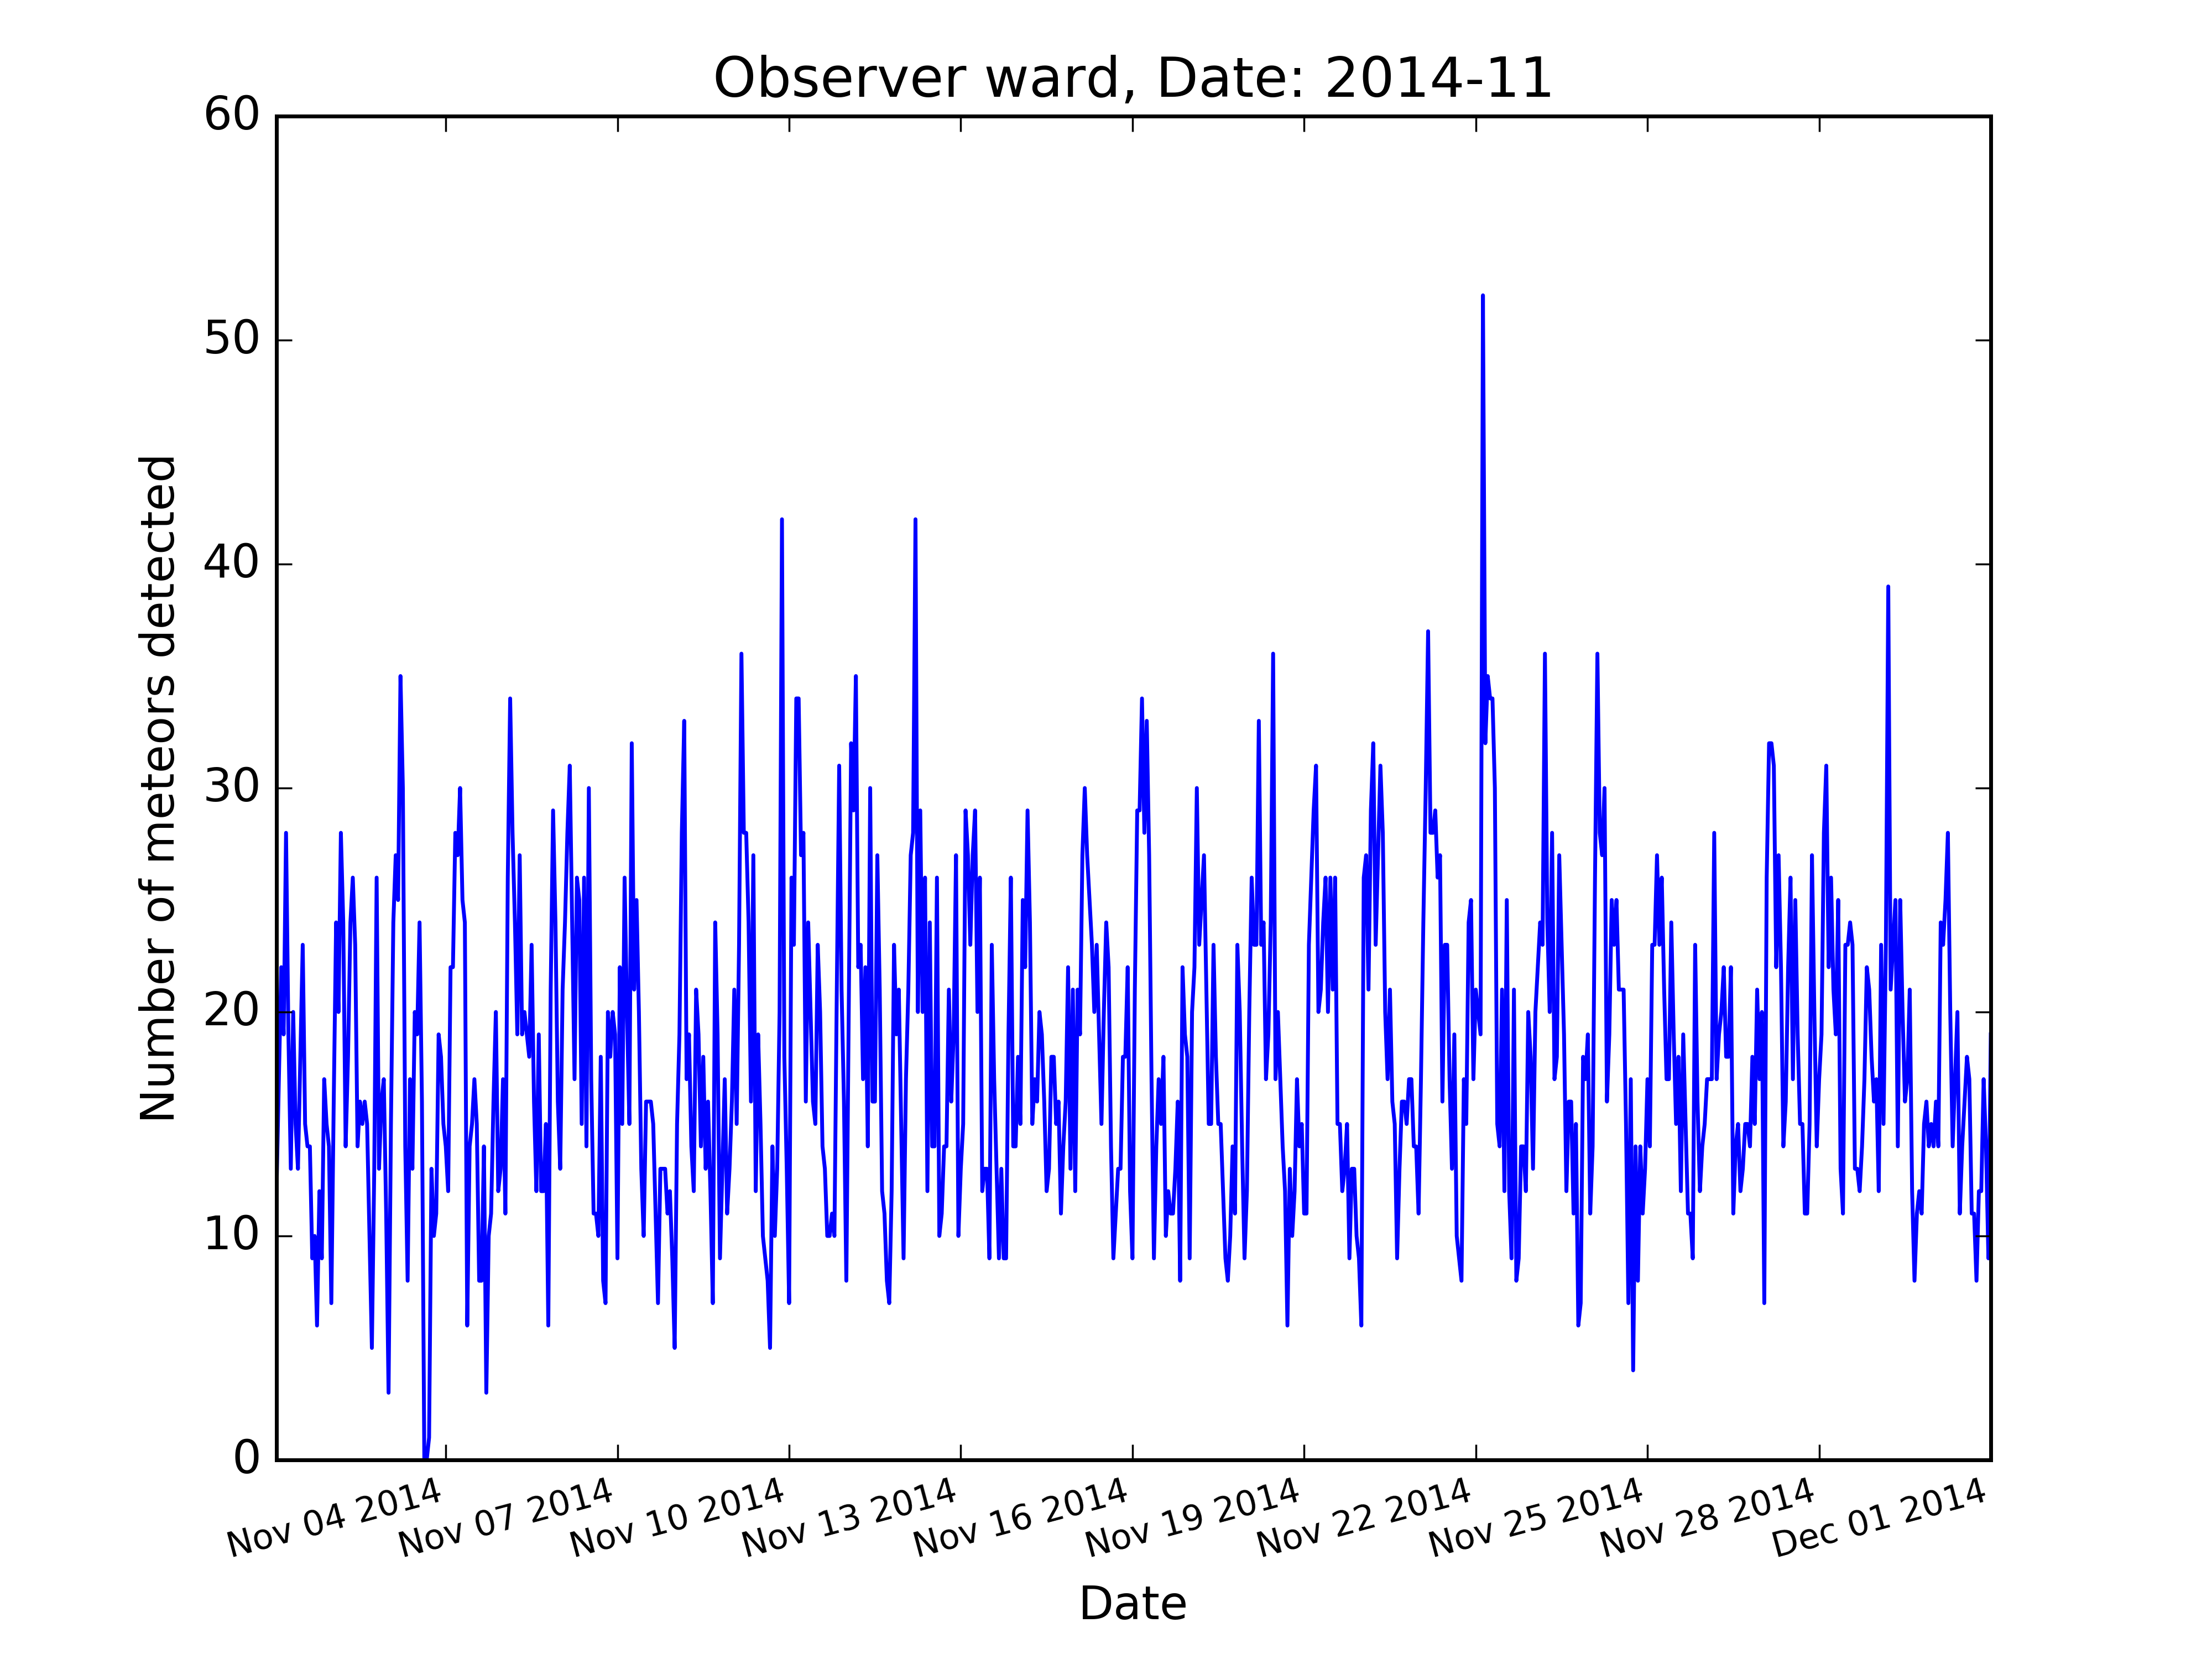 Observer ward, Date: 2014-11
60
50
40
30
20
10
0
Number of meteors detected
Nov 04 2014
Nov 07 2014
Nov 10 2014
Nov 13 2014
Nov 16 2014
Nov 19 2014
Nov 22 2014
Nov 25 2014
Nov 28 2014
Dec 01 2014
Date